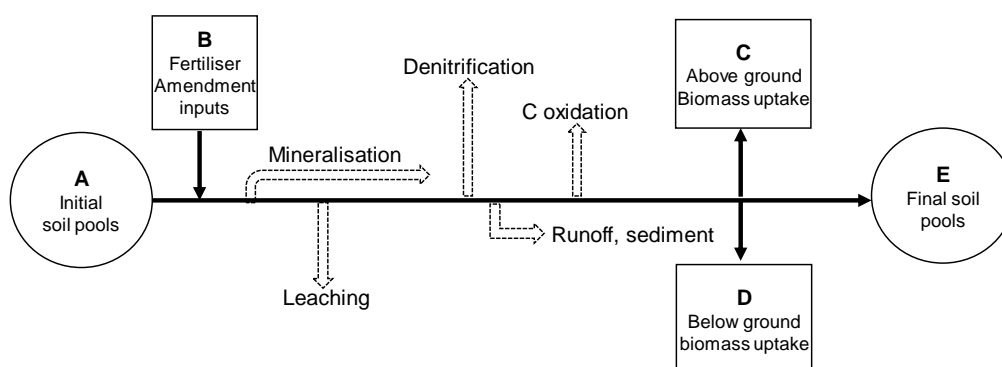 B
Fertiliser
Amendment
inputs
Denitrification
C
Above ground
Biomass uptake
C oxidation
Mineralisation
A
Initial
soil pools
E
Final soil
pools
Runoff, sediment
Leaching
D
Below ground
biomass uptake